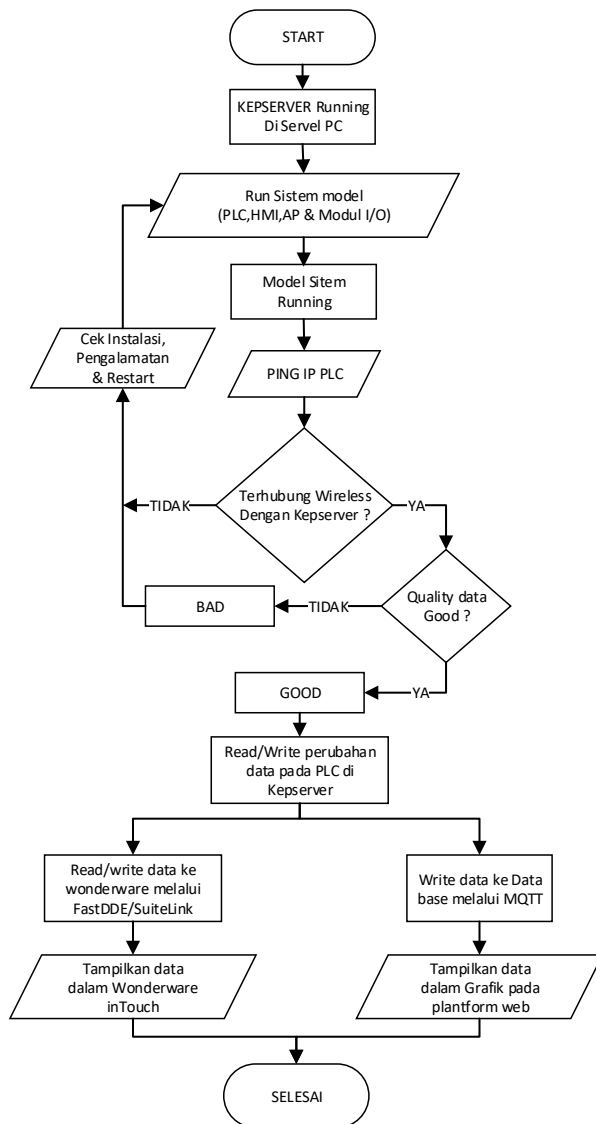 START
KEPSERVER Running
Di Servel PC
Run Sistem model
(PLC,HMI,AP & Modul I/O)
Model Sitem
Running
Cek Instalasi,
Pengalamatan
& Restart
PING IP PLC
Terhubung Wireless
Dengan Kepserver ?
TIDAK
YA
Quality data
Good ?
TIDAK
BAD
YA
GOOD
Read/Write perubahan
data pada PLC di
Kepserver
Read/write data ke
wonderware melalui
FastDDE/SuiteLink
Write data ke Data
base melalui MQTT
Tampilkan data
dalam Wonderware
inTouch
Tampilkan data
dalam Grafik pada
plantform web
SELESAI